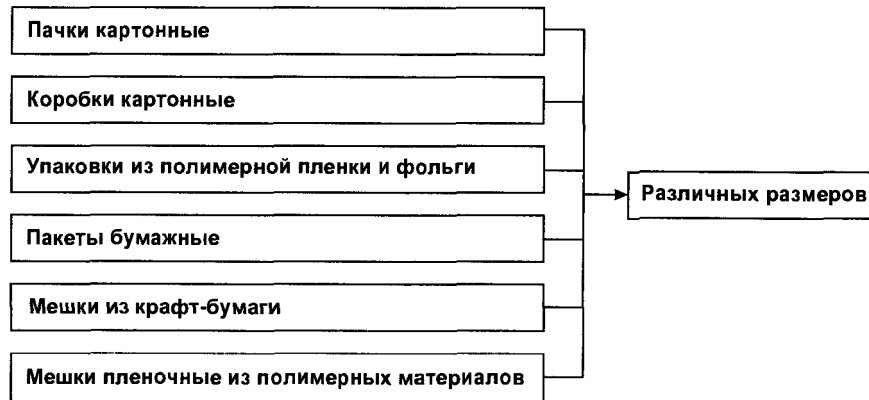 Пачки картонные
Коробки картонные
Упаковки из полимерной пленки и фольги
Различных размеров
Пакеты бумажные
Мешки из крафт-бумаги
Мешки пленочные из полимерных материалов